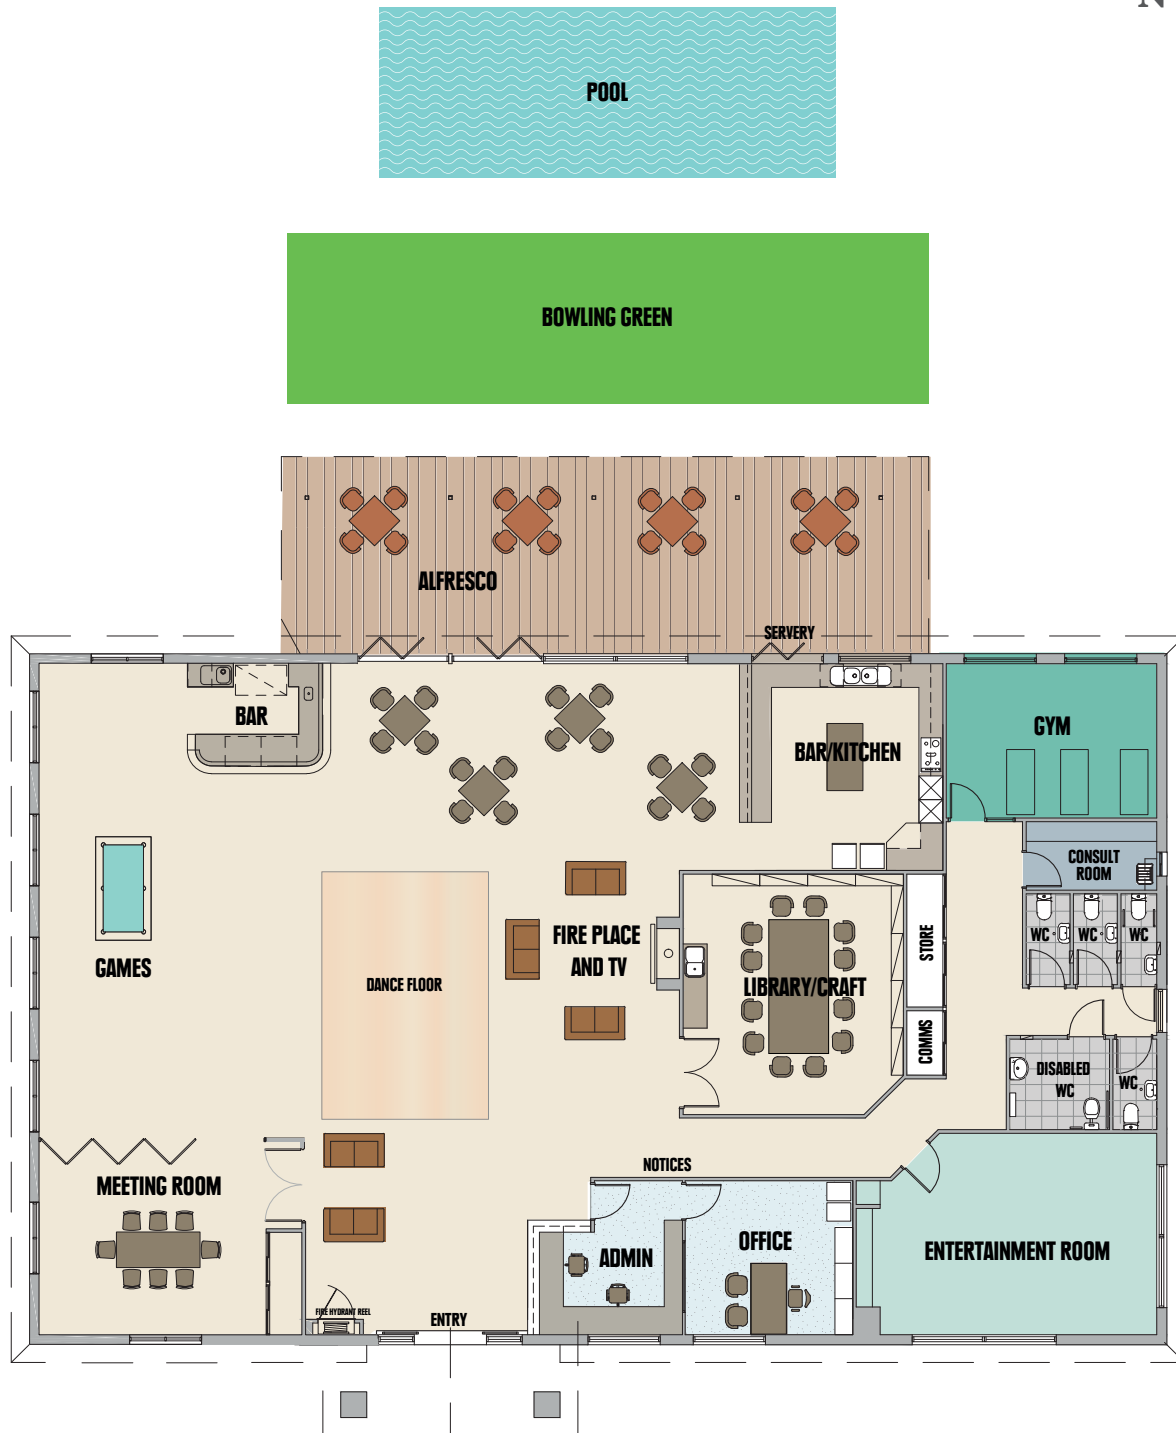 N
POOL
BOWLING GREEN
ALFRESCO
SERVERY
BAR
BAR/KITCHEN
GYM
CONSULT
ROOM
WC
WC
WC
GAMES
DANCE FLOOR
FIRE PLACE
AND TV
LIBRARY/CRAFT
STORE
COMMS
DISABLED
WC
WC
MEETING ROOM
NOTICES
ADMIN
OFFICE
ENTERTAINMENT ROOM
FIRE HYDRANT REEL
ENTRY